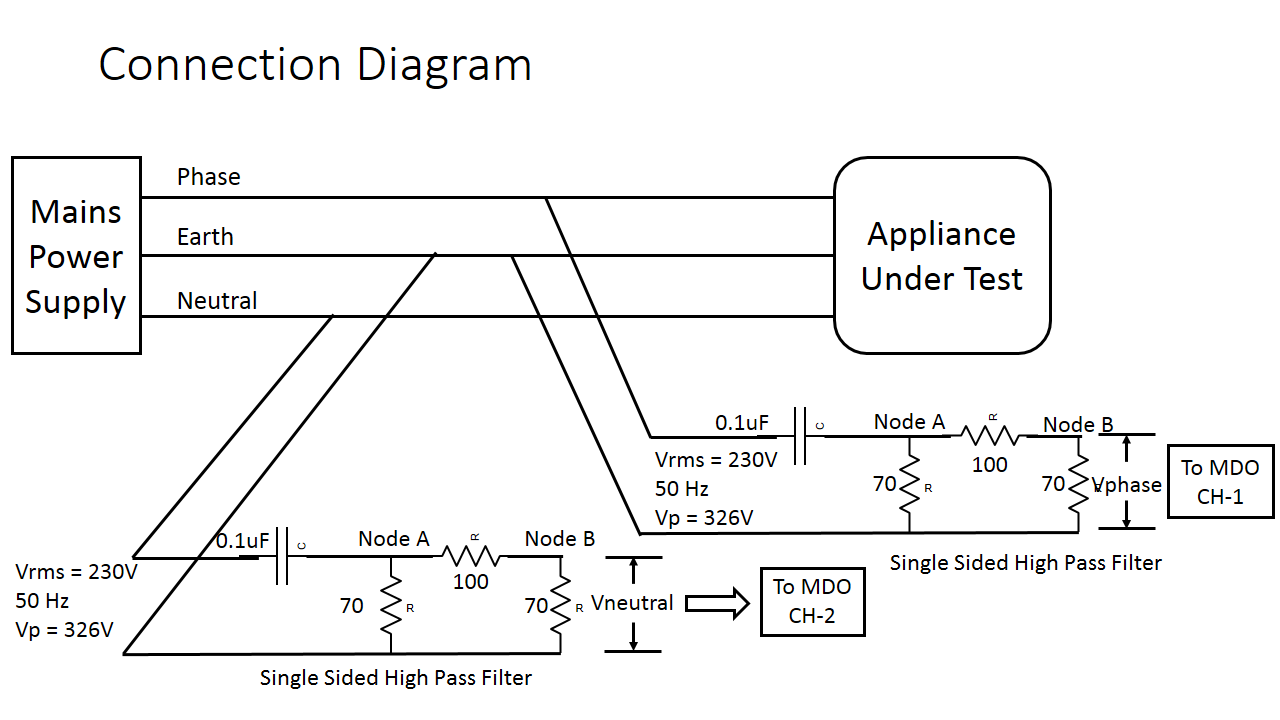 Connection Diagram
Mains
Power
Supply
Phase
Earth
Neutral
Appliance
Under Test
0.1uF
C
Node A
R
100
Node B
70
R
70
R
Vphase
Vrms = 230V
50 Hz
Vp = 326V
To MDO
CH-1
Single Sided High Pass Filter
0.1uF
C
Node A
R
100
Node B
70
R
70
R
Vneutral
Vrms = 230V
50 Hz
Vp = 326V
To MDO
CH-2
Single Sided High Pass Filter